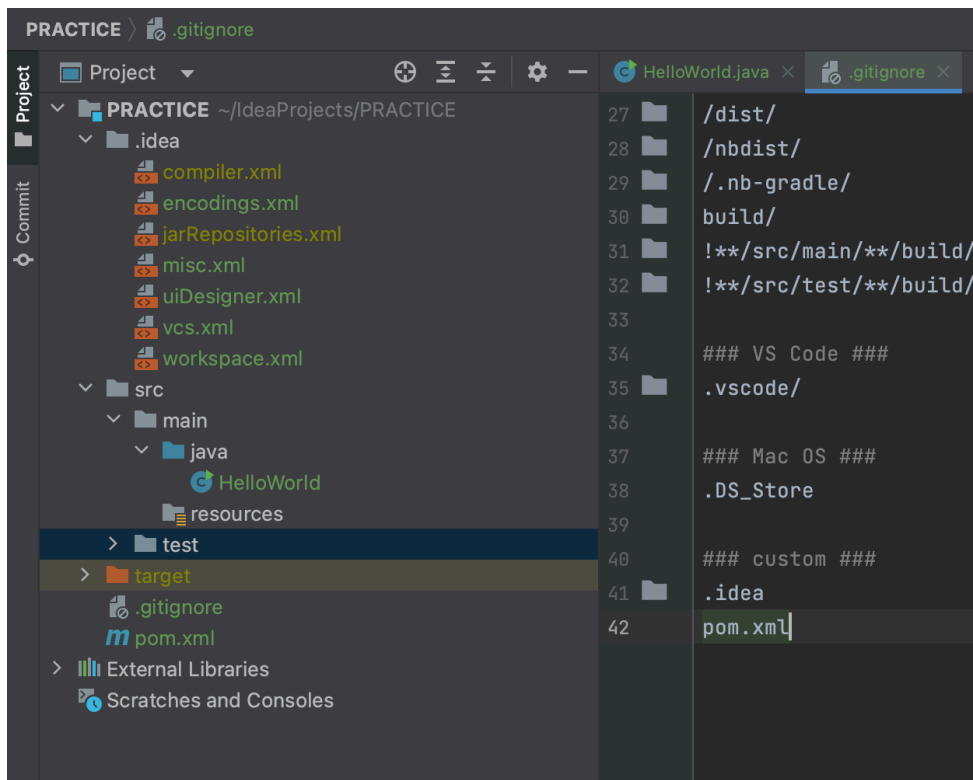 PRACTICE 〉 .gitignore
Project
Commit
Project
PRACTICE ~/IdeaProjects/PRACTICE
.idea
compiler.xml
encodings.xml
jarRepositories.xml
misc.xml
uiDesigner.xml
vcs.xml
workspace.xml
src
main
java
HelloWorld
resources
test
target
.gitignore
pom.xml
External Libraries
Scratches and Consoles
HelloWorld.java
.gitignore
27 /dist/
28 /nbdist/
29 /.nb-gradle/
30 build/
31 !**/src/main/**/build/
32 !**/src/test/**/build/
33
34 ### VS Code ###
35 .vscode/
36
37 ### Mac OS ###
38 .DS_Store
39
40 ### custom ###
41 .idea
42 pom.xml